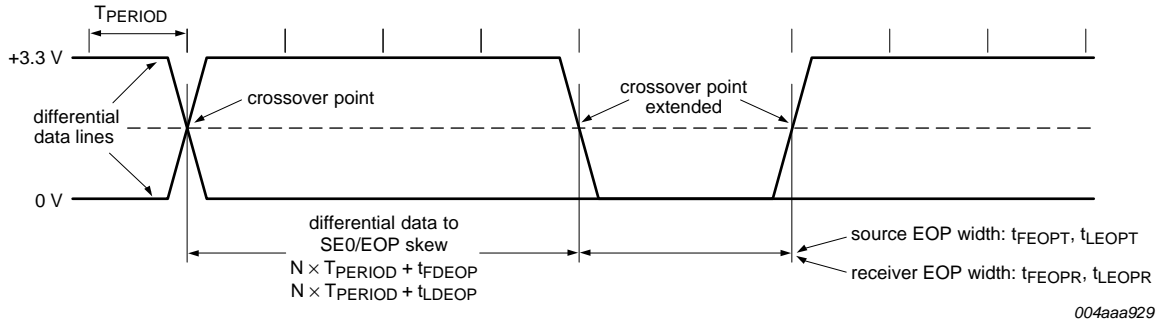 TPERIOD
+3.3 V
crossover point
crossover point
extended
differential
data lines
0 V
differential data to
SE0/EOP skew
N × TPERIOD + tFDEOP
N × TPERIOD + tLDEOP
source EOP width: tFEOPT, tLEOPT
receiver EOP width: tFEOPR, tLEOPR
004aaa929